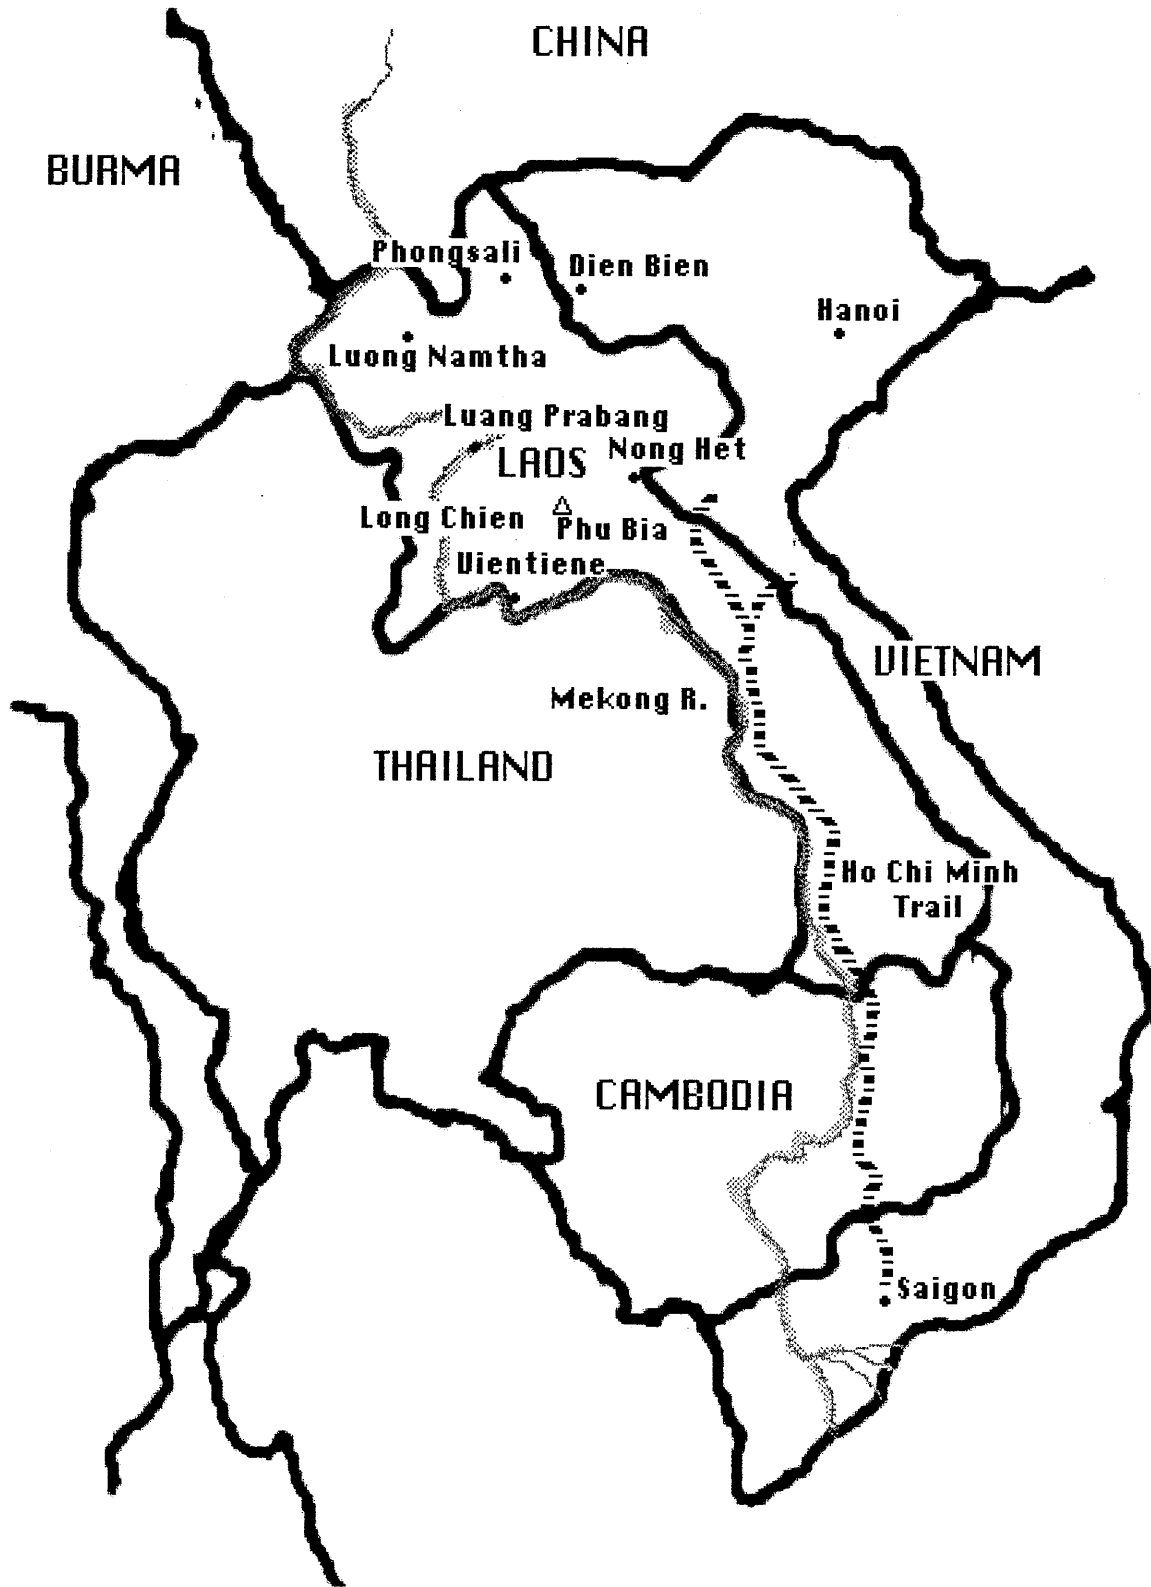 CHINA
BURMA
Phongsali
Dien Bien
Hanoi
Luong Namtha
Luang Prabang
Nong Het
LAOS
Long Chien
Phu Bia
Vientiene
VIETNAM
Mekong R.
THAILAND
Ho Chi Minh
Trail
CAMBODIA
Saigon